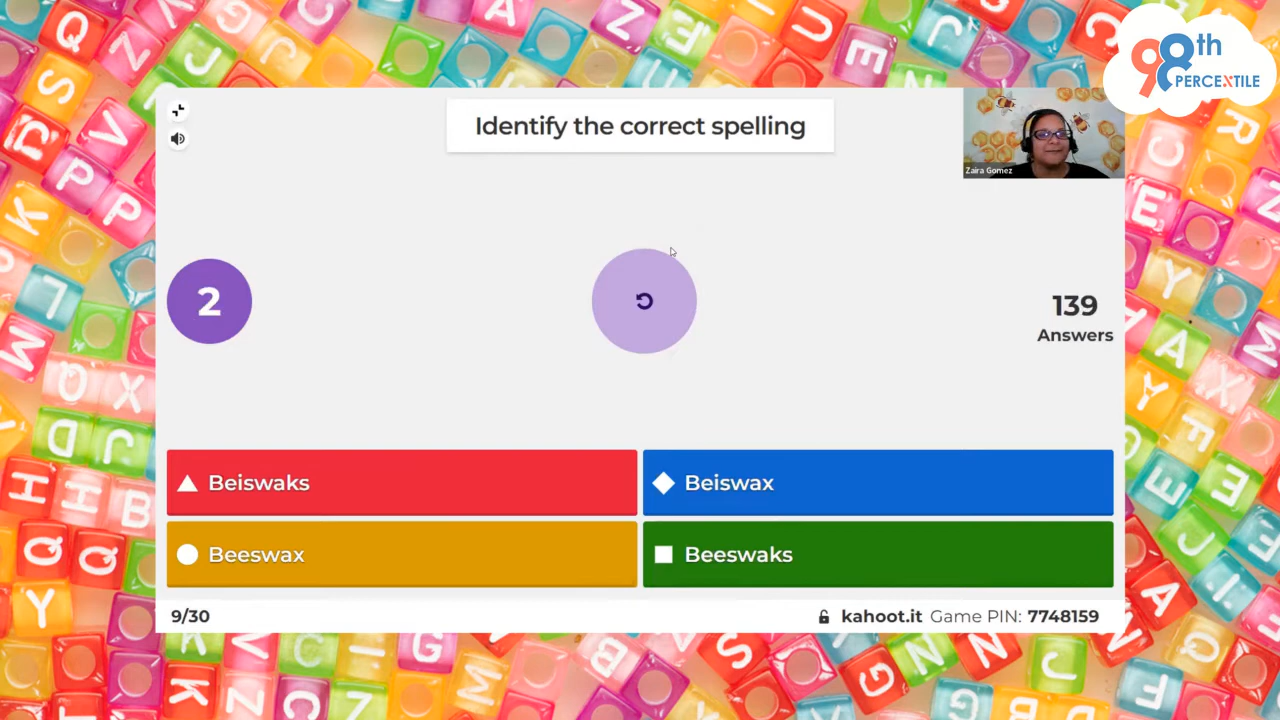 98th
PERCEXTILE
Identify the correct spelling
Zaira Gomez
2
139
Answers
Beiswaks
Beiswax
Beeswax
Beeswaks
9/30
kahoot.it Game PIN: 7748159